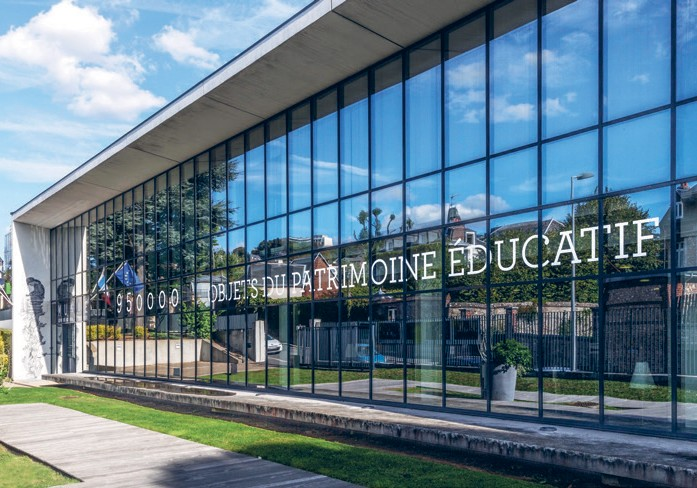 950000 OBJETS DU PATRIMOINE ÉDUCATIF